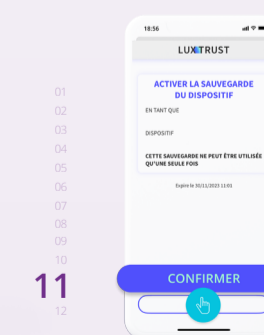 18:56
LUXTRUST
01
02
03
04
05
06
07
08
09
10
11
12
ACTIVER LA SAUVEGARDE
DU DISPOSITIF
EN TANT QUE
DISPOSITIF
CETTE SAUVEGARDE NE PEUT ÊTRE UTILISÉE
QU'UNE SEULE FOIS
Expire le 30/11/2023 11:01
CONFIRMER